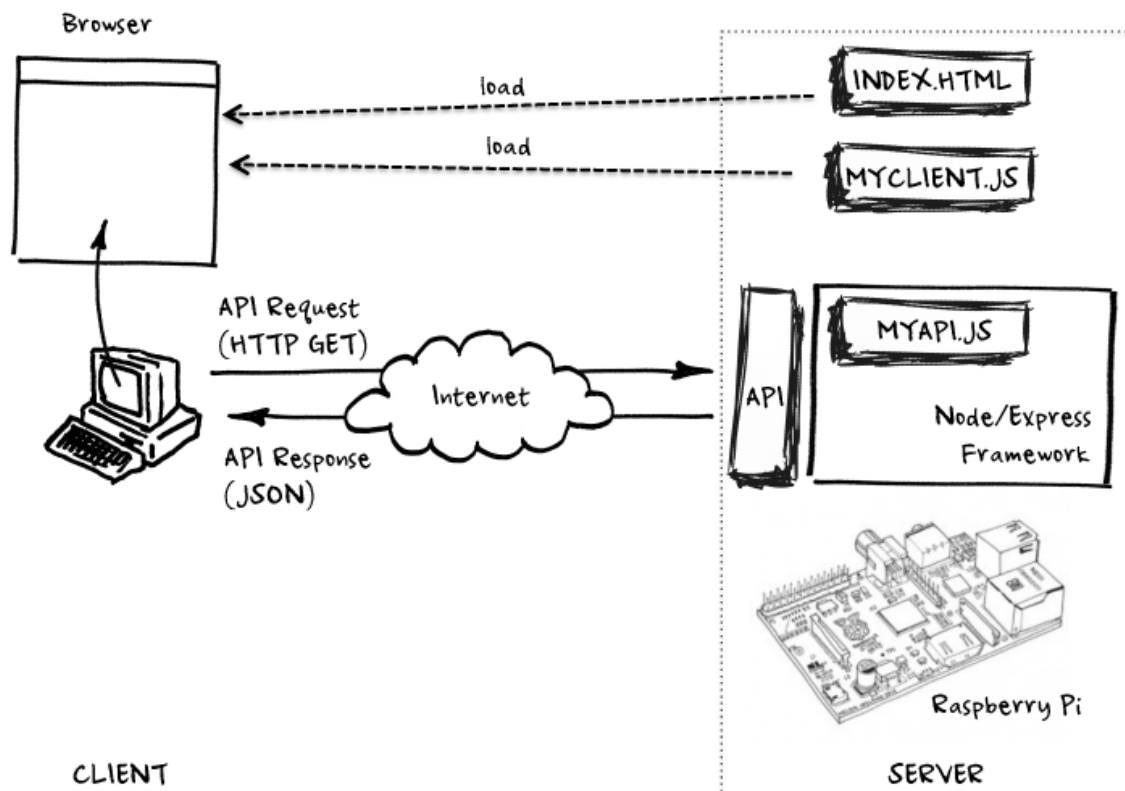 Browser
load
INDEX.HTML
load
MYCLIENT.JS
API Request
(HTTP GET)
Internet
API Response
(JSON)
API
MYAPI.JS
Node/Express
Framework
Raspberry Pi
CLIENT
SERVER